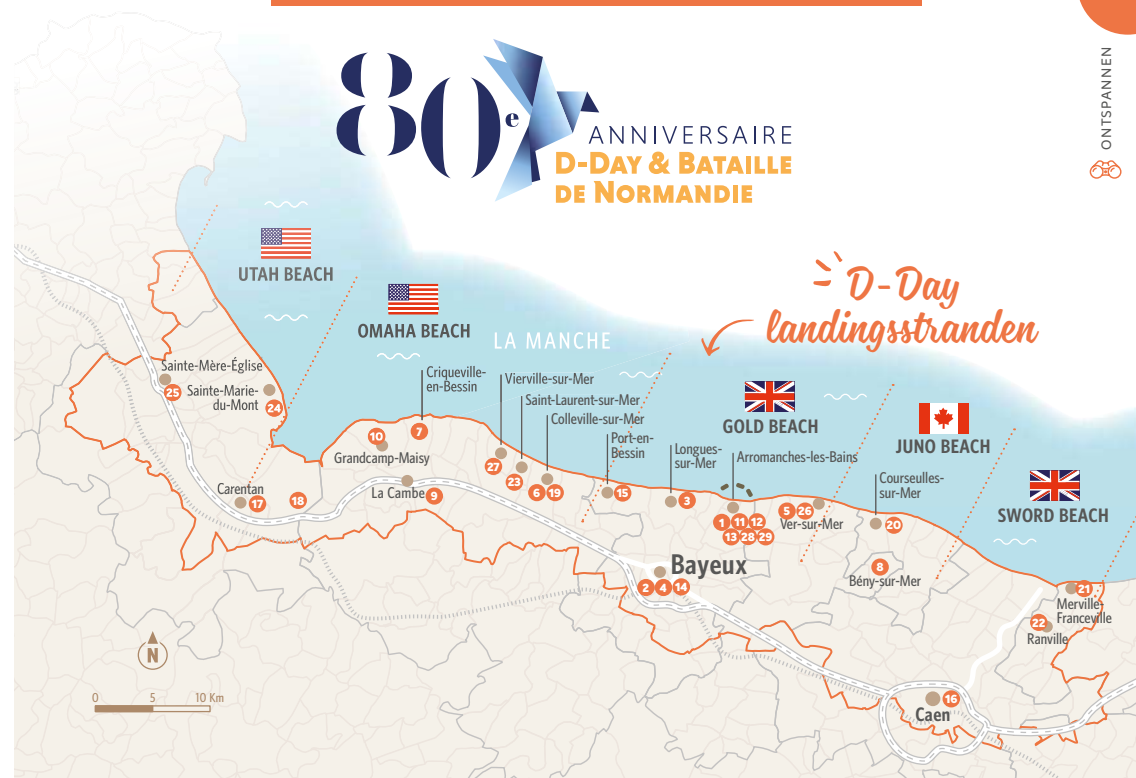 ONTSPANNEN
80e
ANNIVERSAIRE
D-DAY & BATAILLE
DE NORMANDIE
UTAH BEACH
OMAHA BEACH
LA MANCHE
D-Day
landingsstranden
GOLD BEACH
JUNO BEACH
SWORD BEACH
Sainte-Mère-Église
25
Sainte-Marie-
du-Mont
24
Criqueville-
en-Bessin
7
10
Grandcamp-Maisy
Vierville-sur-Mer
27
Saint-Laurent-sur-Mer
23
Colleville-sur-Mer
6 19
Port-en-
Bessin
15
Longues-
sur-Mer
3
Arromanches-les-Bains
1 11 12
13 28 29
5 26
Ver-sur-Mer
Courseulles-
sur-Mer
20
8
Bény-sur-Mer
Carentan
17
18
La Cambe
9
Bayeux
2 4 14
21
Merville-
Franceville
22
Ranville
16
Caen
N
0 5 10 Km